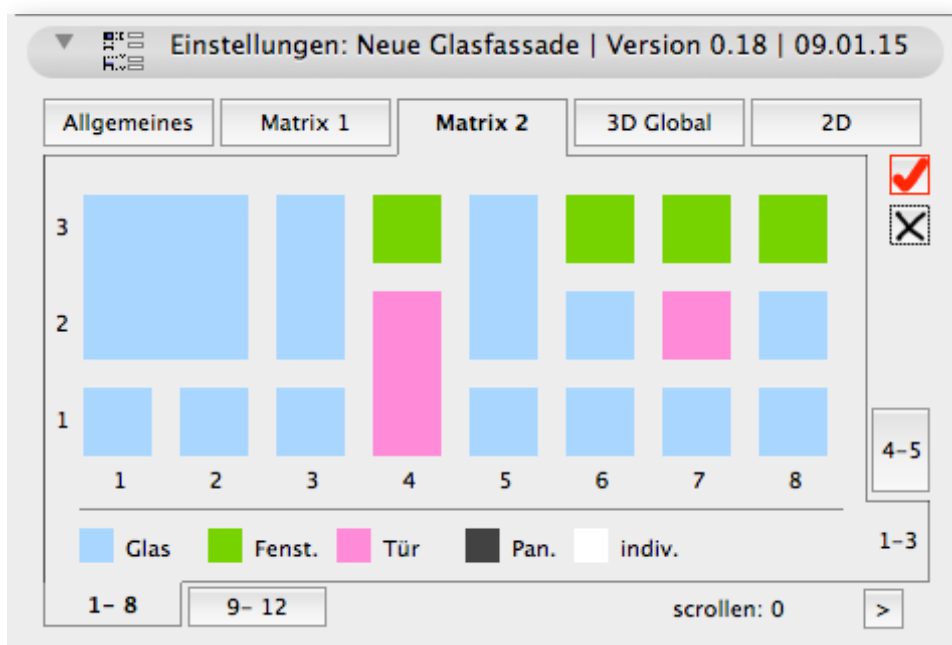 Einstellungen: Neue Glasfassade | Version 0.18 | 09.01.15
Allgemeines Matrix 1 Matrix 2 3D Global 2D
3
2
1
4-5
1 2 3 4 5 6 7 8
Glas Fenst. Tür Pan. indiv.
1-3
1- 8 9- 12 scrollen: 0 >